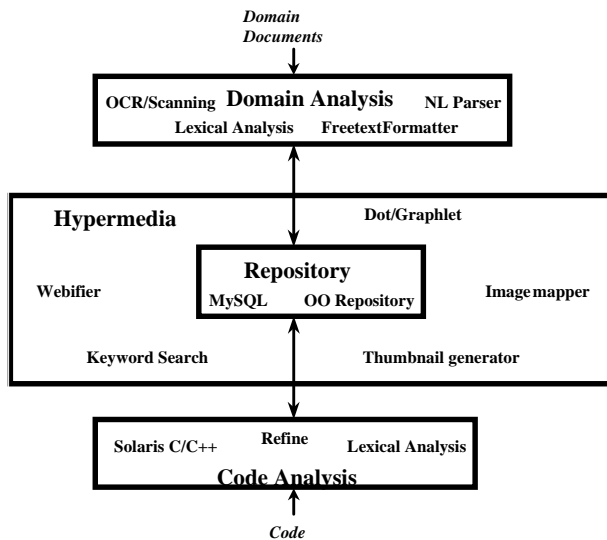 Domain
Documents
OCR/Scanning Domain Analysis NL Parser
Lexical Analysis FreetextFormatter
Hypermedia Dot/Graphlet
Repository
Webifier MySQL OO Repository Imagemapper
Keyword Search Thumbnail generator
Solaris C/C++ Refine Lexical Analysis
Code Analysis
Code